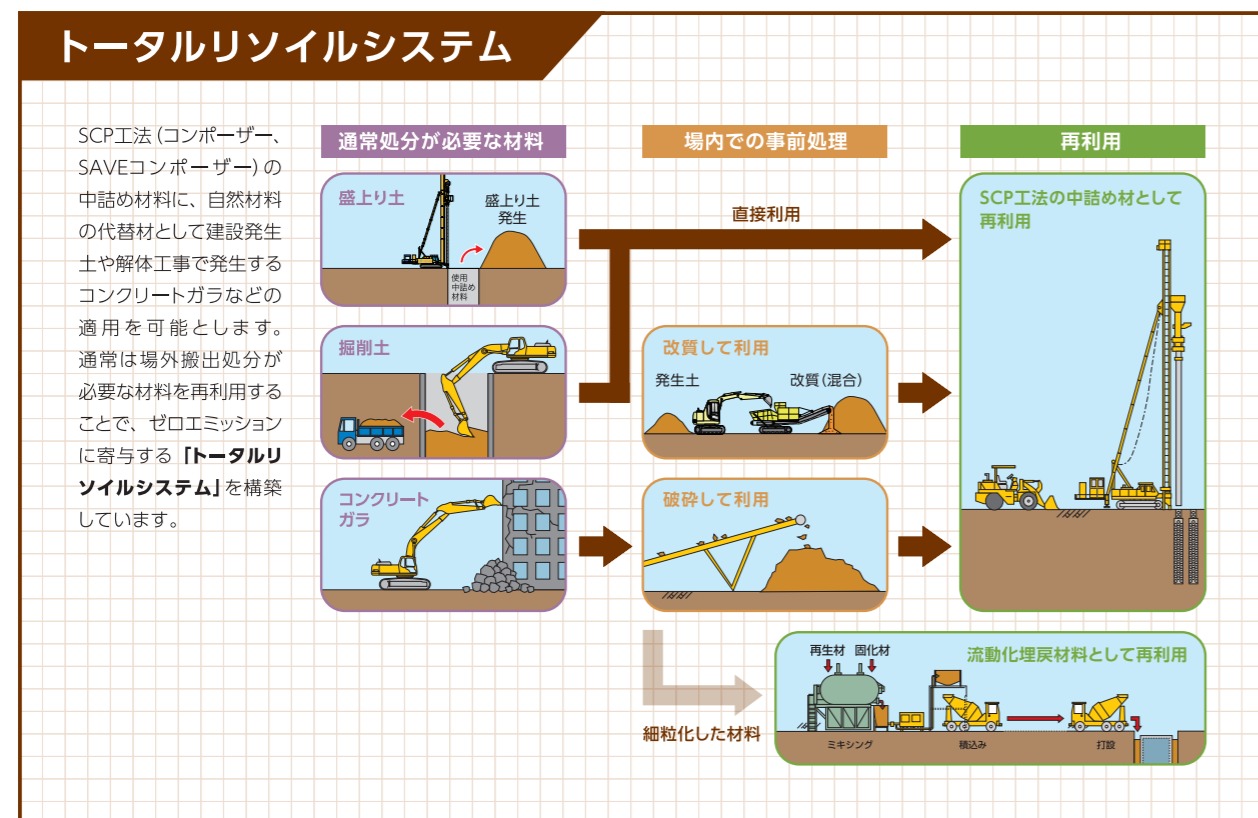 トータルリソイルシステム
SCP工法（コンポーザー、
SAVEコンポーザー）の
中詰め材料に、自然材料
の代替材として建設発生
土や解体工事で発生する
コンクリートガラなどの
適用を可能とします。
通常は場外搬出処分が
必要な材料を再利用する
ことで、ゼロエミッション
に寄与する「トータルリ
ソイルシステム」を構築
しています。
通常処分が必要な材料
盛上り土
盛上り土
発生
使用
中詰め
材料
掘削土
コンクリート
ガラ
場内での事前処理
直接利用
改質して利用
発生土
改質（混合）
破砕して利用
細粒化した材料
再利用
SCP工法の中詰め材として
再利用
流動化埋戻材料として再利用
再生材
固化材
ミキシング
積込み
打設